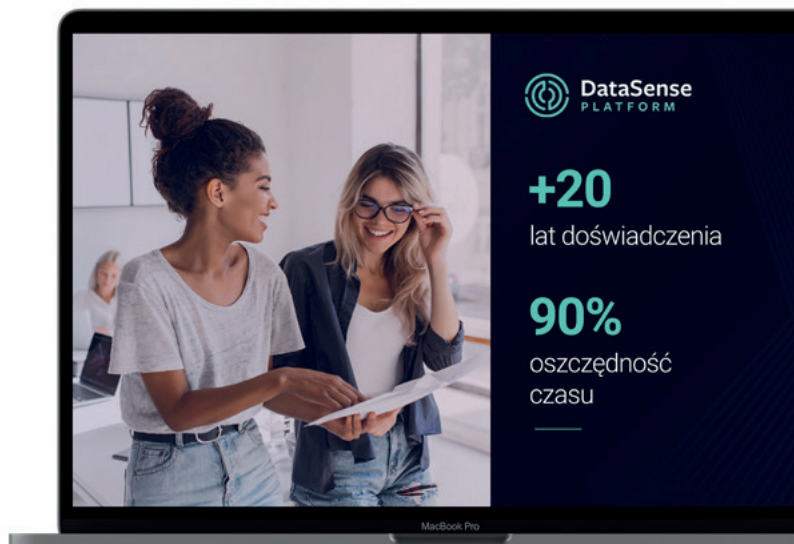 DataSense
PLATFORM
+20
lat doświadczenia
90%
oszczędność
czasu
MacBook Pro